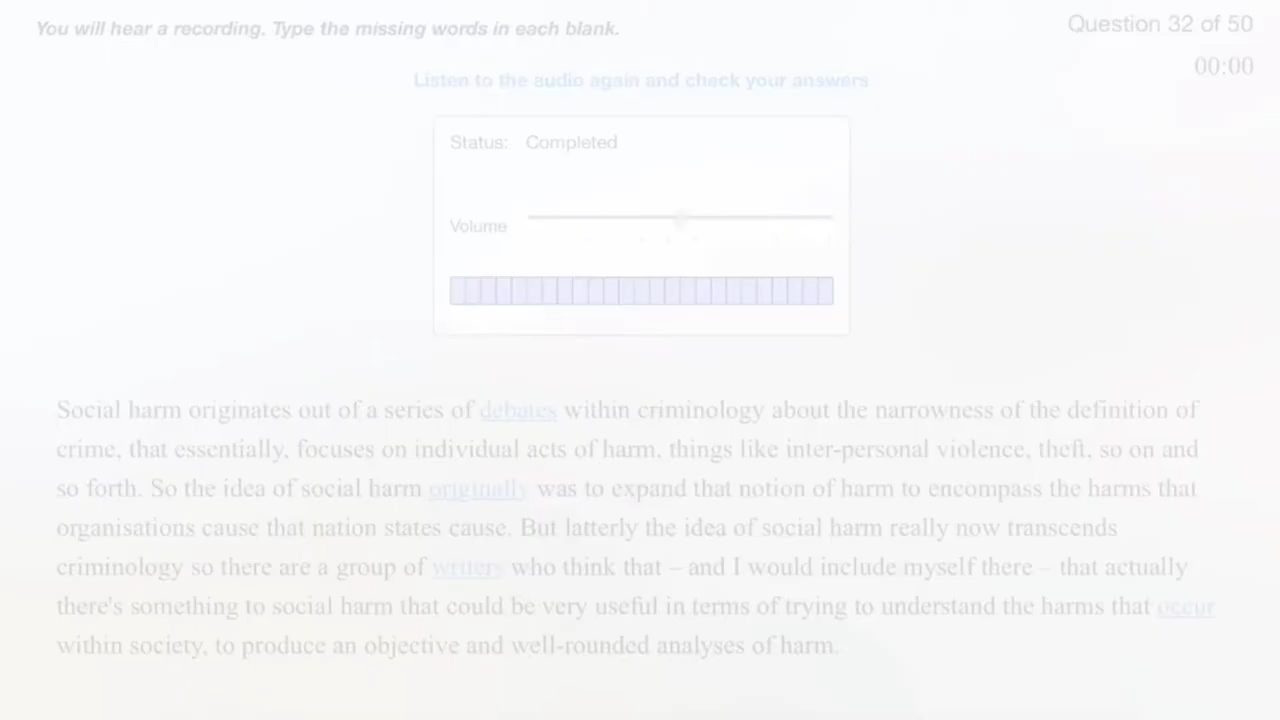 You will hear a recording. Type the missing words in each blank.
Question 32 of 50
00:00
Listen to the audio again and check your answers
Status: Completed
Volume
Social harm originates out of a series of debates within criminology about the narrowness of the definition of
crime, that essentially, focuses on individual acts of harm, things like inter-personal violence, theft, so on and
so forth. So the idea of social harm originally was to expand that notion of harm to encompass the harms that
organisations cause that nation states cause. But latterly the idea of social harm really now transcends
criminology so there are a group of writers who think that – and I would include myself there – that actually
there's something to social harm that could be very useful in terms of trying to understand the harms that occur
within society, to produce an objective and well-rounded analyses of harm.